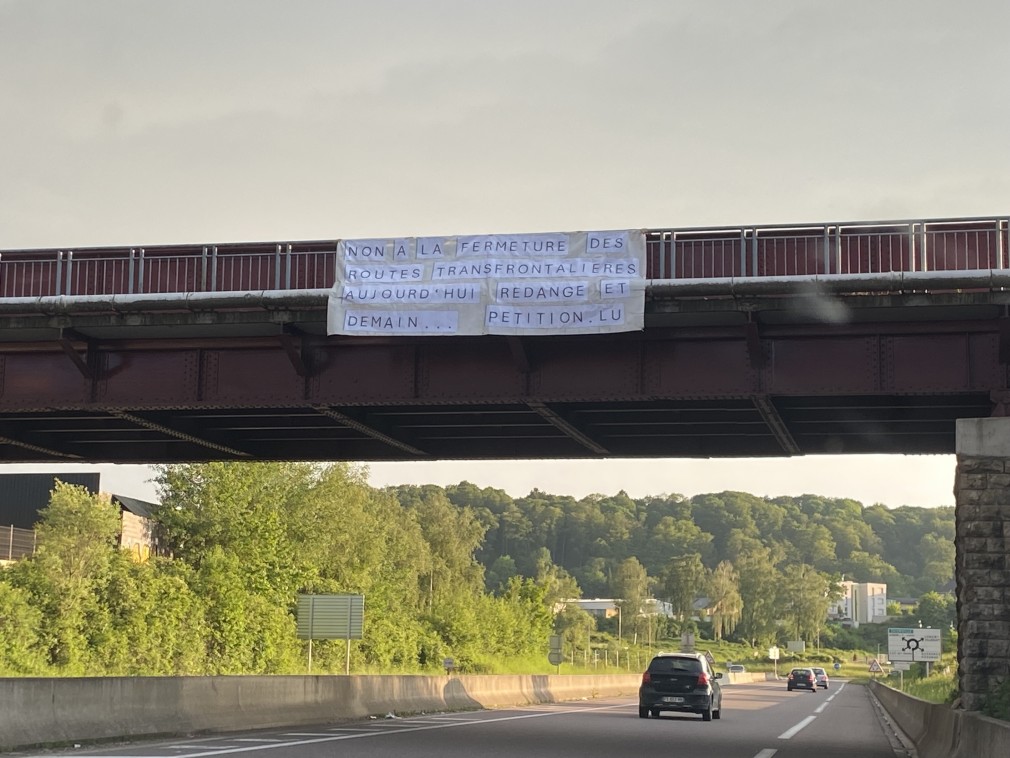 NON A LA FERMETURE DES
ROUTES TRANSFRONTALIERES
AUJOURD'HUI REDANGE ET
DEMAIN... PETITION.LU